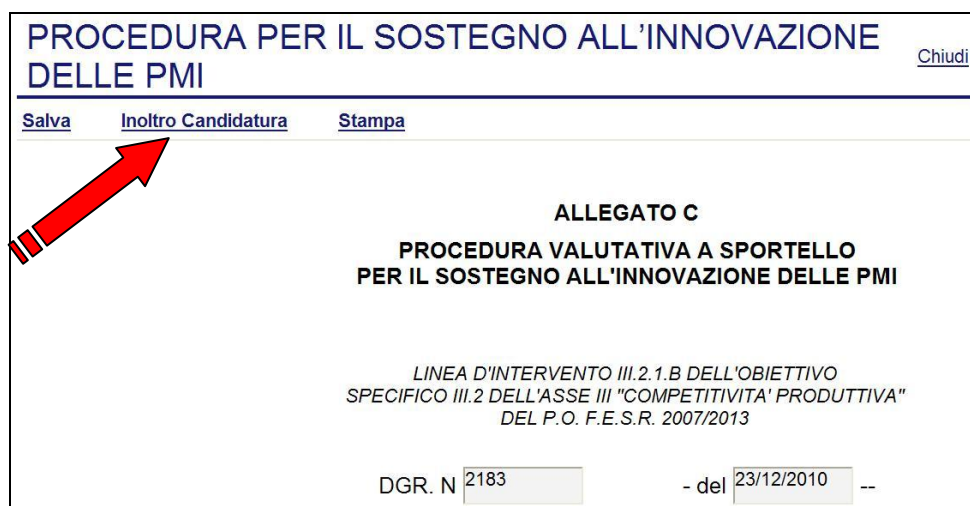 PROCEDURA PER IL SOSTEGNO ALL’INNOVAZIONE
DELLE PMI
Chiudi
Salva Inoltro Candidatura Stampa
ALLEGATO C
PROCEDURA VALUTATIVA A SPORTELLO
PER IL SOSTEGNO ALL'INNOVAZIONE DELLE PMI
LINEA D'INTERVENTO III.2.1.B DELL'OBIETTIVO
SPECIFICO III.2 DELL'ASSE III "COMPETITIVITA' PRODUTTIVA"
DEL P.O. F.E.S.R. 2007/2013
DGR. N 2183 - del 23/12/2010 --